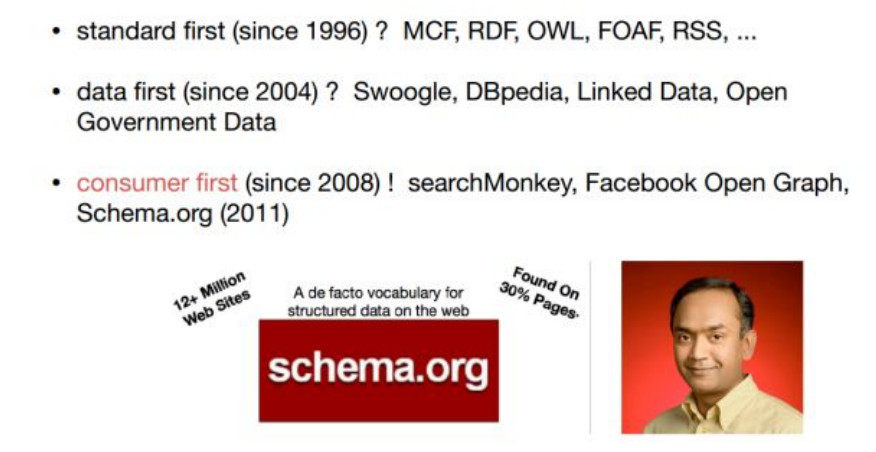 • standard first (since 1996) ?  MCF, RDF, OWL, FOAF, RSS, ...
• data first (since 2004) ?  Swoogle, DBpedia, Linked Data, Open
Government Data
• consumer first (since 2008) !  searchMonkey, Facebook Open Graph,
Schema.org (2011)
12+ Million
Web Sites
A de facto vocabulary for
structured data on the web
Found On
30% Pages.
schema.org